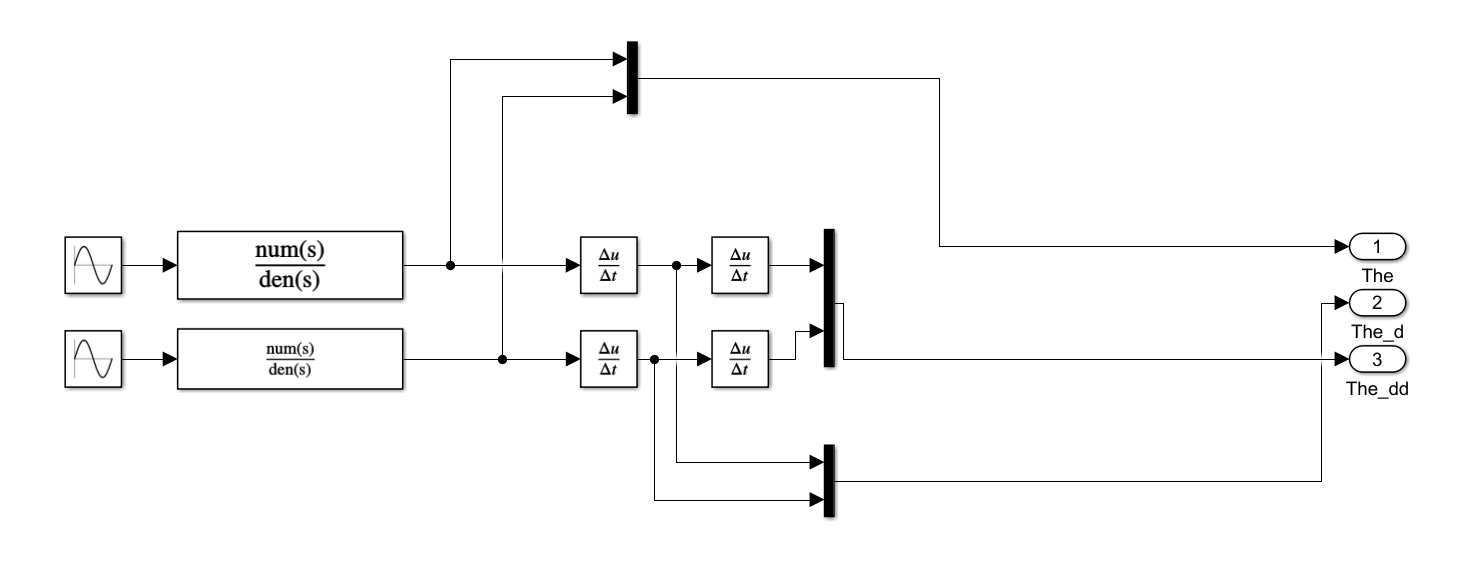 num(s)
den(s)
Δu
Δt
Δu
Δt
1
The
2
The_d
num(s)
den(s)
Δu
Δt
Δu
Δt
3
The_dd